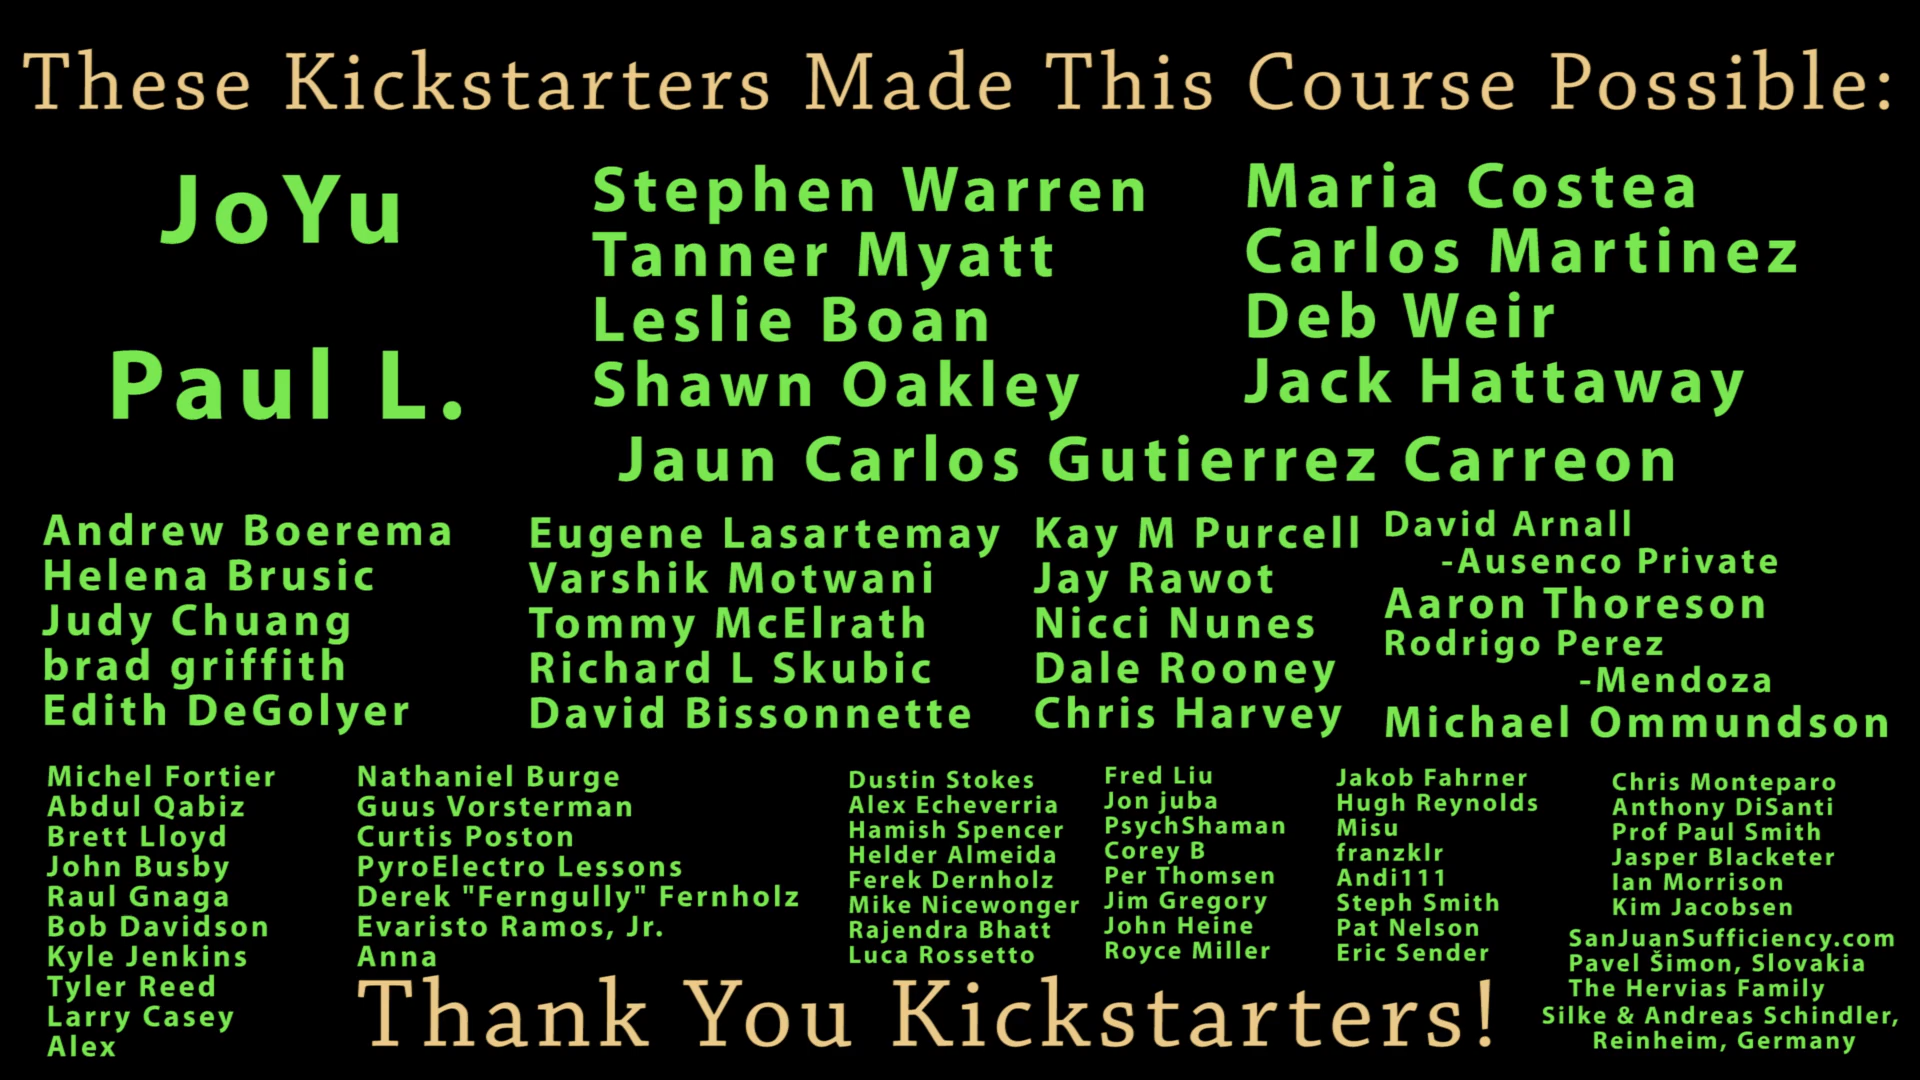 These Kickstarters Made This Course Possible:
JoYu
Paul L.
Stephen Warren
Tanner Myatt
Leslie Boan
Shawn Oakley
Maria Costea
Carlos Martinez
Deb Weir
Jack Hattaway
Jaun Carlos Gutierrez Carreon
Andrew Boerema
Helena Brusic
Judy Chuang
brad griffith
Edith DeGolyer
Eugene Lasartemay
Varshik Motwani
Tommy McElrath
Richard L Skubic
David Bissonnette
Kay M Purcell
Jay Rawot
Nicci Nunes
Dale Rooney
Chris Harvey
David Arnall
-Ausenco Private
Aaron Thoreson
Rodrigo Perez
-Mendoza
Michael Ommundson
Michel Fortier
Abdul Qabiz
Brett Lloyd
John Busby
Raul Gnaga
Bob Davidson
Kyle Jenkins
Tyler Reed
Larry Casey
Alex
Nathaniel Burge
Guus Vorsterman
Curtis Poston
PyroElectro Lessons
Derek "Ferngully" Fernholz
Evaristo Ramos, Jr.
Anna
Dustin Stokes
Alex Echeverria
Hamish Spencer
Helder Almeida
Ferek Dernholz
Mike Nicewonger
Rajendra Bhatt
Luca Rossetto
Fred Liu
Jon juba
PsychShaman
Corey B
Per Thomsen
Jim Gregory
John Heine
Royce Miller
Jakob Fahrner
Hugh Reynolds
Misu
franzklr
Andi111
Steph Smith
Pat Nelson
Eric Sender
Chris Monteparo
Anthony DiSanti
Prof Paul Smith
Jasper Blacketer
Ian Morrison
Kim Jacobsen
SanJuanSufficiency.com
Pavel Šimon, Slovakia
The Hervias Family
Silke & Andreas Schindler,
Reinheim, Germany
Thank You Kickstarters!